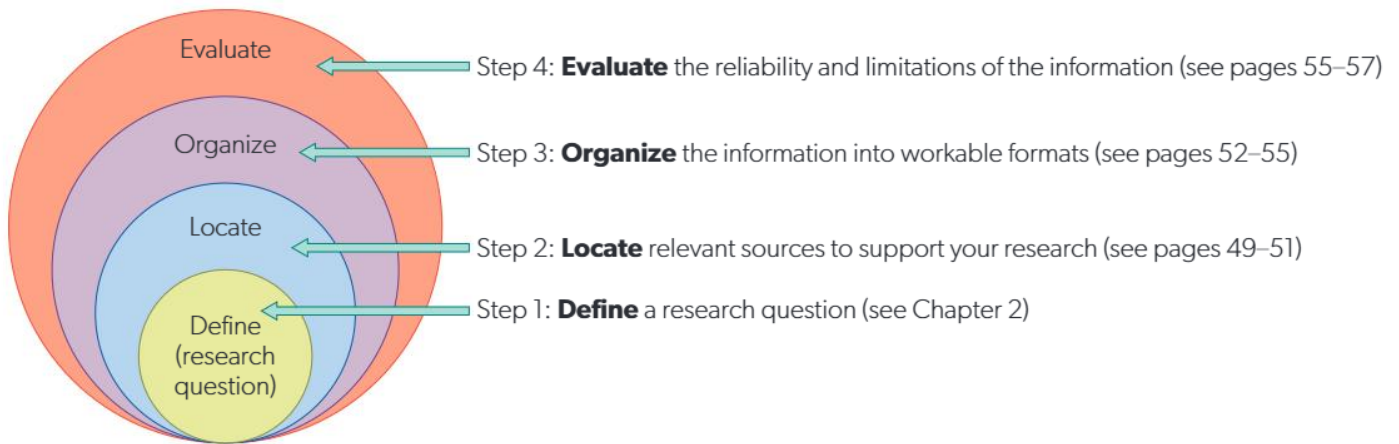 Evaluate
Step 4: Evaluate the reliability and limitations of the information (see pages 55–57)
Organize
Step 3: Organize the information into workable formats (see pages 52–55)
Locate
Step 2: Locate relevant sources to support your research (see pages 49–51)
Step 1: Define a research question (see Chapter 2)
Define
(research
question)